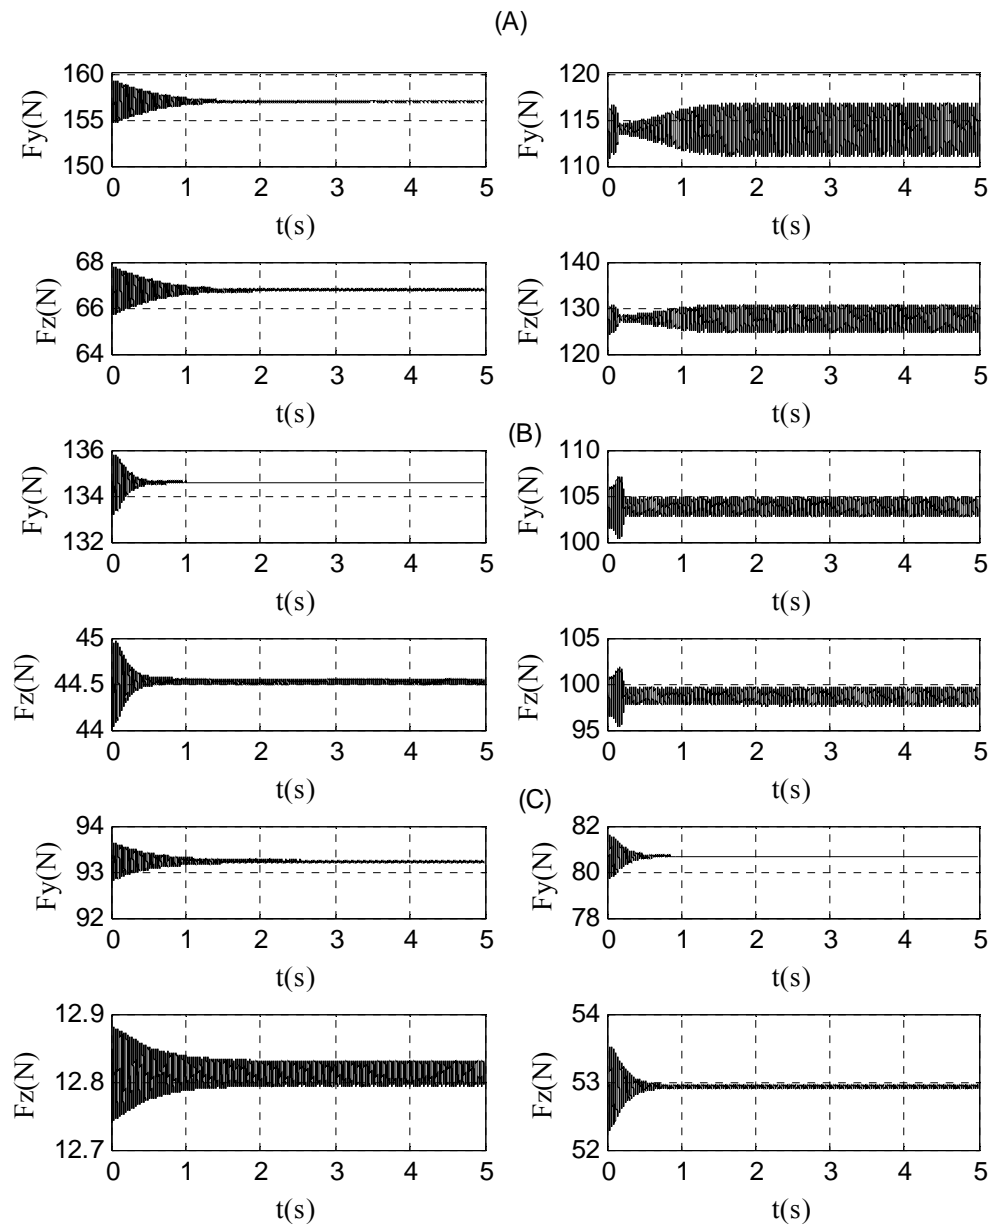 (A)
160
155
150
Fy(N)
0 1 2 3 4 5
t(s)
120
115
110
Fy(N)
0 1 2 3 4 5
t(s)
68
66
64
Fz(N)
0 1 2 3 4 5
t(s)
140
130
120
Fz(N)
0 1 2 3 4 5
t(s)
(B)
136
134
132
Fy(N)
0 1 2 3 4 5
t(s)
110
105
100
Fy(N)
0 1 2 3 4 5
t(s)
45
44.5
44
Fz(N)
0 1 2 3 4 5
t(s)
105
100
95
Fz(N)
0 1 2 3 4 5
t(s)
(C)
94
93
92
Fy(N)
0 1 2 3 4 5
t(s)
82
80
78
Fy(N)
0 1 2 3 4 5
t(s)
12.9
12.8
12.7
Fz(N)
0 1 2 3 4 5
t(s)
54
53
52
Fz(N)
0 1 2 3 4 5
t(s)